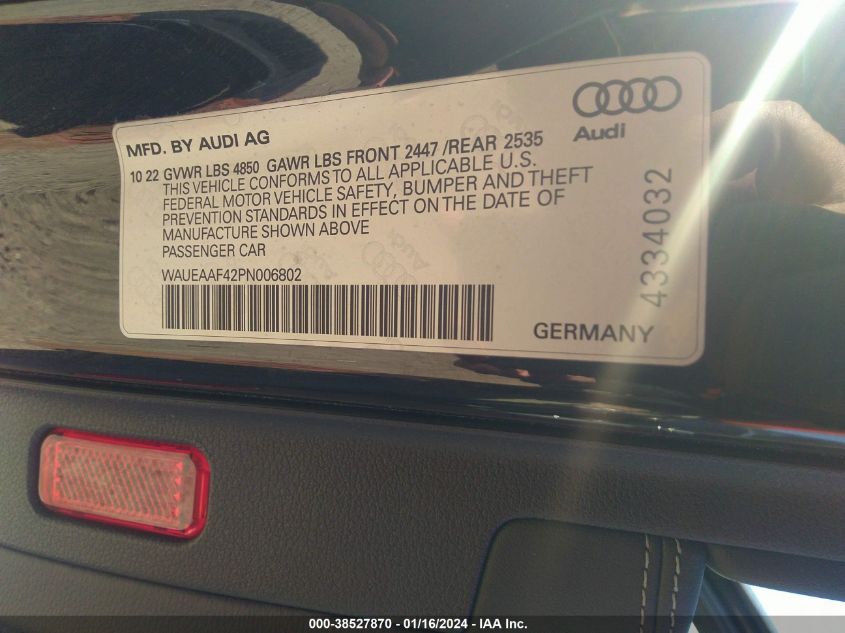 Audi
MFD. BY AUDI AG
10 22 GVWR LBS 4850 GAWR LBS FRONT 2447 /REAR 2535
THIS VEHICLE CONFORMS TO ALL APPLICABLE U.S.
FEDERAL MOTOR VEHICLE SAFETY, BUMPER AND THEFT
PREVENTION STANDARDS IN EFFECT ON THE DATE OF
MANUFACTURE SHOWN ABOVE
PASSENGER CAR
WAUEAAF42PN006802
GERMANY
4334032
000-38527870 - 01/16/2024 - IAA Inc.